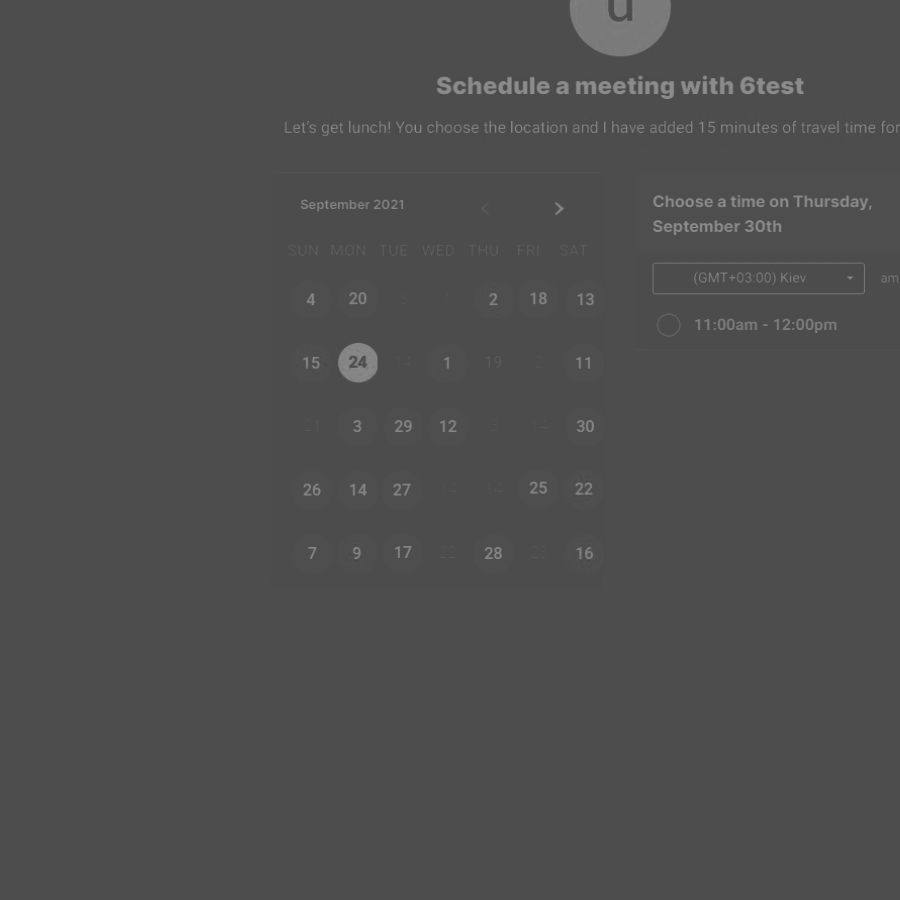 u
Schedule a meeting with 6test
Let's get lunch! You choose the location and I have added 15 minutes of travel time for
September 2021
SUN MON TUE WED THU FRI SAT
4 20 2 18 13
15 24 14 1 19 11
21 3 29 12 30
26 14 27 25 22
7 9 17 28 16
Choose a time on Thursday,
September 30th
(GMT+03:00) Kiev am
11:00am - 12:00pm